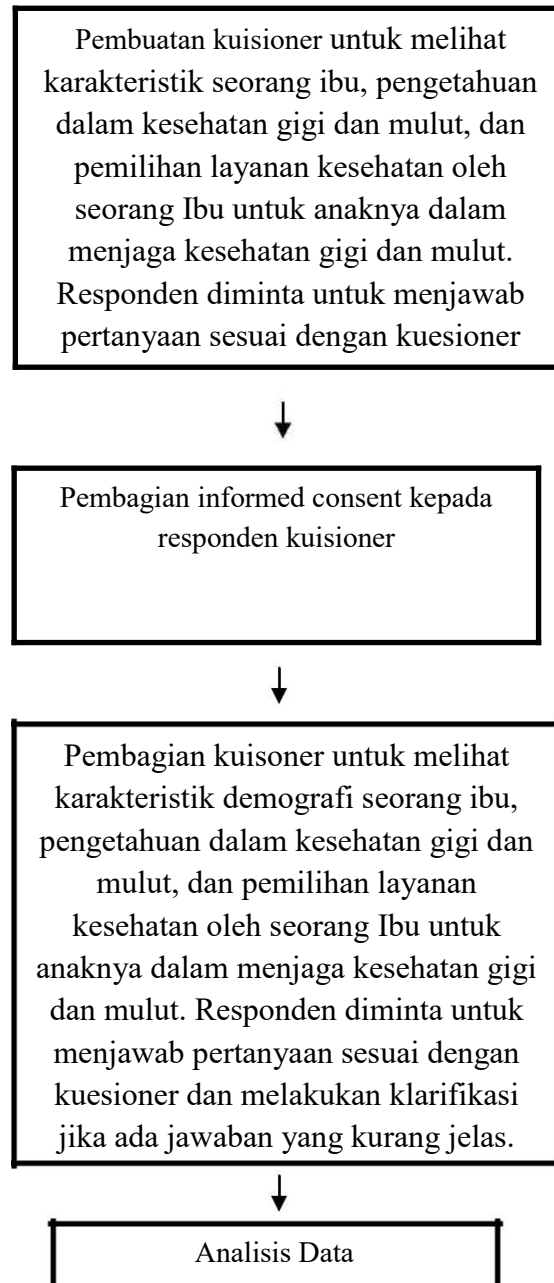 Pembuatan kuisioner untuk melihat
karakteristik seorang ibu, pengetahuan
dalam kesehatan gigi dan mulut, dan
pemilihan layanan kesehatan oleh
seorang Ibu untuk anaknya dalam
menjaga kesehatan gigi dan mulut.
Responden diminta untuk menjawab
pertanyaan sesuai dengan kuesioner
Pembagian informed consent kepada
responden kuisioner
Pembagian kuisoner untuk melihat
karakteristik demografi seorang ibu,
pengetahuan dalam kesehatan gigi dan
mulut, dan pemilihan layanan
kesehatan oleh seorang Ibu untuk
anaknya dalam menjaga kesehatan gigi
dan mulut. Responden diminta untuk
menjawab pertanyaan sesuai dengan
kuesioner dan melakukan klarifikasi
jika ada jawaban yang kurang jelas.
Analisis Data